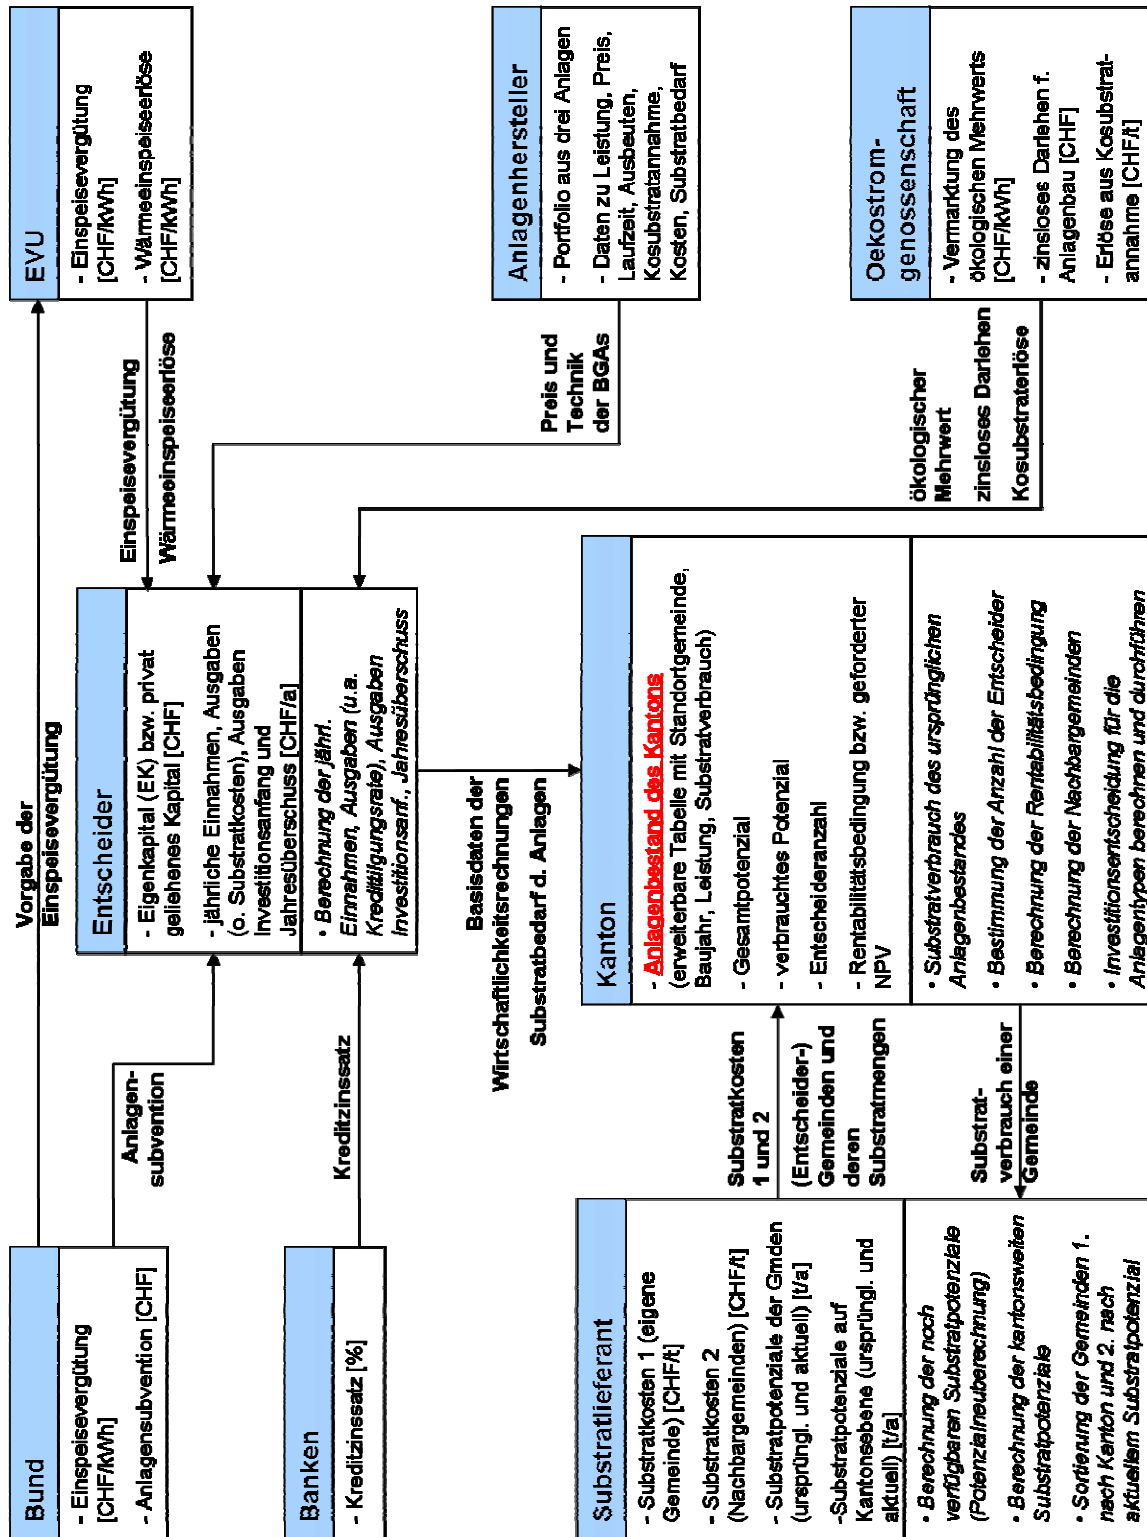 Bund
- Einspeisevergütung
[CHF/kWh]
- Anlagensubvention [CHF]
Vorgabe der
Einspeisevergütung
EVU
- Einspeisevergütung
[CHF/kWh]
- Wärmeeinspeiseerlöse
[CHF/kWh]
Anlagen-
subvention
Einspeisevergütung
Wärmeeinspeiseerlöse
Entscheider
- Eigenkapital (EK) bzw. privat
geliehenes Kapital [CHF]
- jährliche Einnahmen, Ausgaben
(o. Substratkosten), Ausgaben
Investitionsanfang und
Jahresüberschuss [CHF/a]
• Berechnung der jährl.
Einnahmen, Ausgaben (u.a.
Kreditilgungsrate), Ausgaben
Investitionsanf., Jahresüberschuss
Banken
- Kreditzinssatz [%]
Kreditzinssatz
Preis und
Technik
der BGAs
Anlagenhersteller
- Portfolio aus drei Anlagen
- Daten zu Leistung, Preis,
Laufzeit, Ausbeuten,
Kosubstratannahme,
Kosten, Substratbedarf
Basisdaten der
Wirtschaftlichkeitsrechnungen
Substratbedarf d. Anlagen
Substratlieferant
- Substratkosten 1 (eigene
Gemeinde) [CHF/t]
- Substratkosten 2
(Nachbargemeinden) [CHF/t]
- Substratpotenziale der Gmden
(ursprüngl. und aktuell) [t/a]
-Substratpotenziale auf
Kantonsebene (ursprüngl. und
aktuell) [t/a]
• Berechnung der noch
verfügbaren Substratpotenziale
(Potenzialneuberechnung)
• Berechnung der kantonsweiten
Substratpotenziale
• Sortierung der Gemeinden 1.
nach Kanton und 2. nach
aktuellem Substratpotenzial
Substratkosten
1 und 2
(Entscheider-)
Gemeinden und
deren
Substratmengen
Substrat-
verbrauch einer
Gemeinde
Kanton
- Anlagenbestand des Kantons
(erweiterbare Tabelle mit Standortgemeinde,
Baujahr, Leistung, Substratverbrauch)
- Gesamtpotenzial
- verbrauchtes Potenzial
- Entscheideranzahl
- Rentabilitätsbedingung bzw. geforderter
NPV
• Substratverbrauch des ursprünglichen
Anlagenbestandes
• Bestimmung der Anzahl der Entscheider
• Berechnung der Rentabilitätsbedingung
• Berechnung der Nachbargemeinden
• Investitionsentscheidung für die
Anlagentypen berechnen und durchführen
ökologischer
Mehrwert
zinsloses Darlehen
Kosubstraterlöse
Oekostrom-
genossenschaft
- Vermarktung des
ökologischen Mehrwerts
[CHF/kWh]
- zinsloses Darlehen f.
Anlagenbau [CHF]
- Erlöse aus Kosubstrat-
annahme [CHF/t]